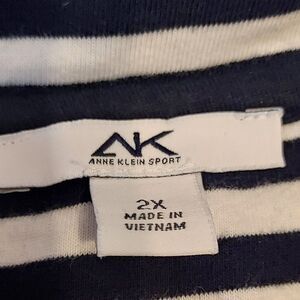 AK
ANNE KLEIN SPORT
2X
MADE IN
VIETNAM